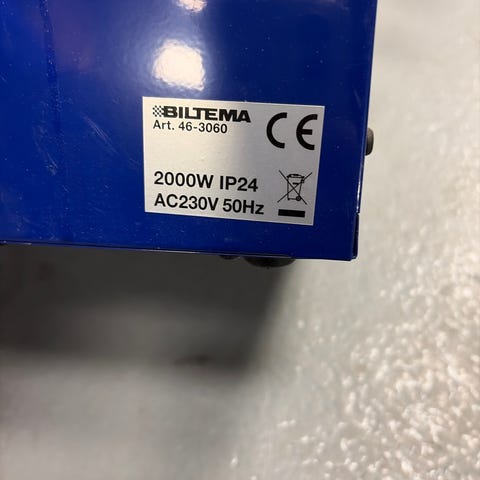 BILTEMA
Art. 46-3060
2000W IP24
AC230V 50Hz
CE